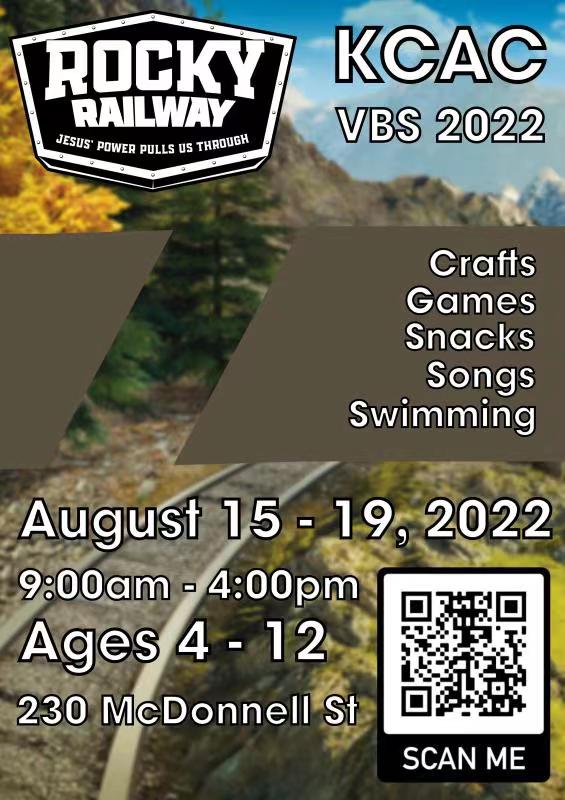 ROCKY
RAILWAY
JESUS' POWER PULLS US THROUGH
KCAC
VBS 2022
Crafts
Games
Snacks
Songs
Swimming
August 15 - 19, 2022
9:00am - 4:00pm
Ages 4 - 12
230 McDonnell St
SCAN ME